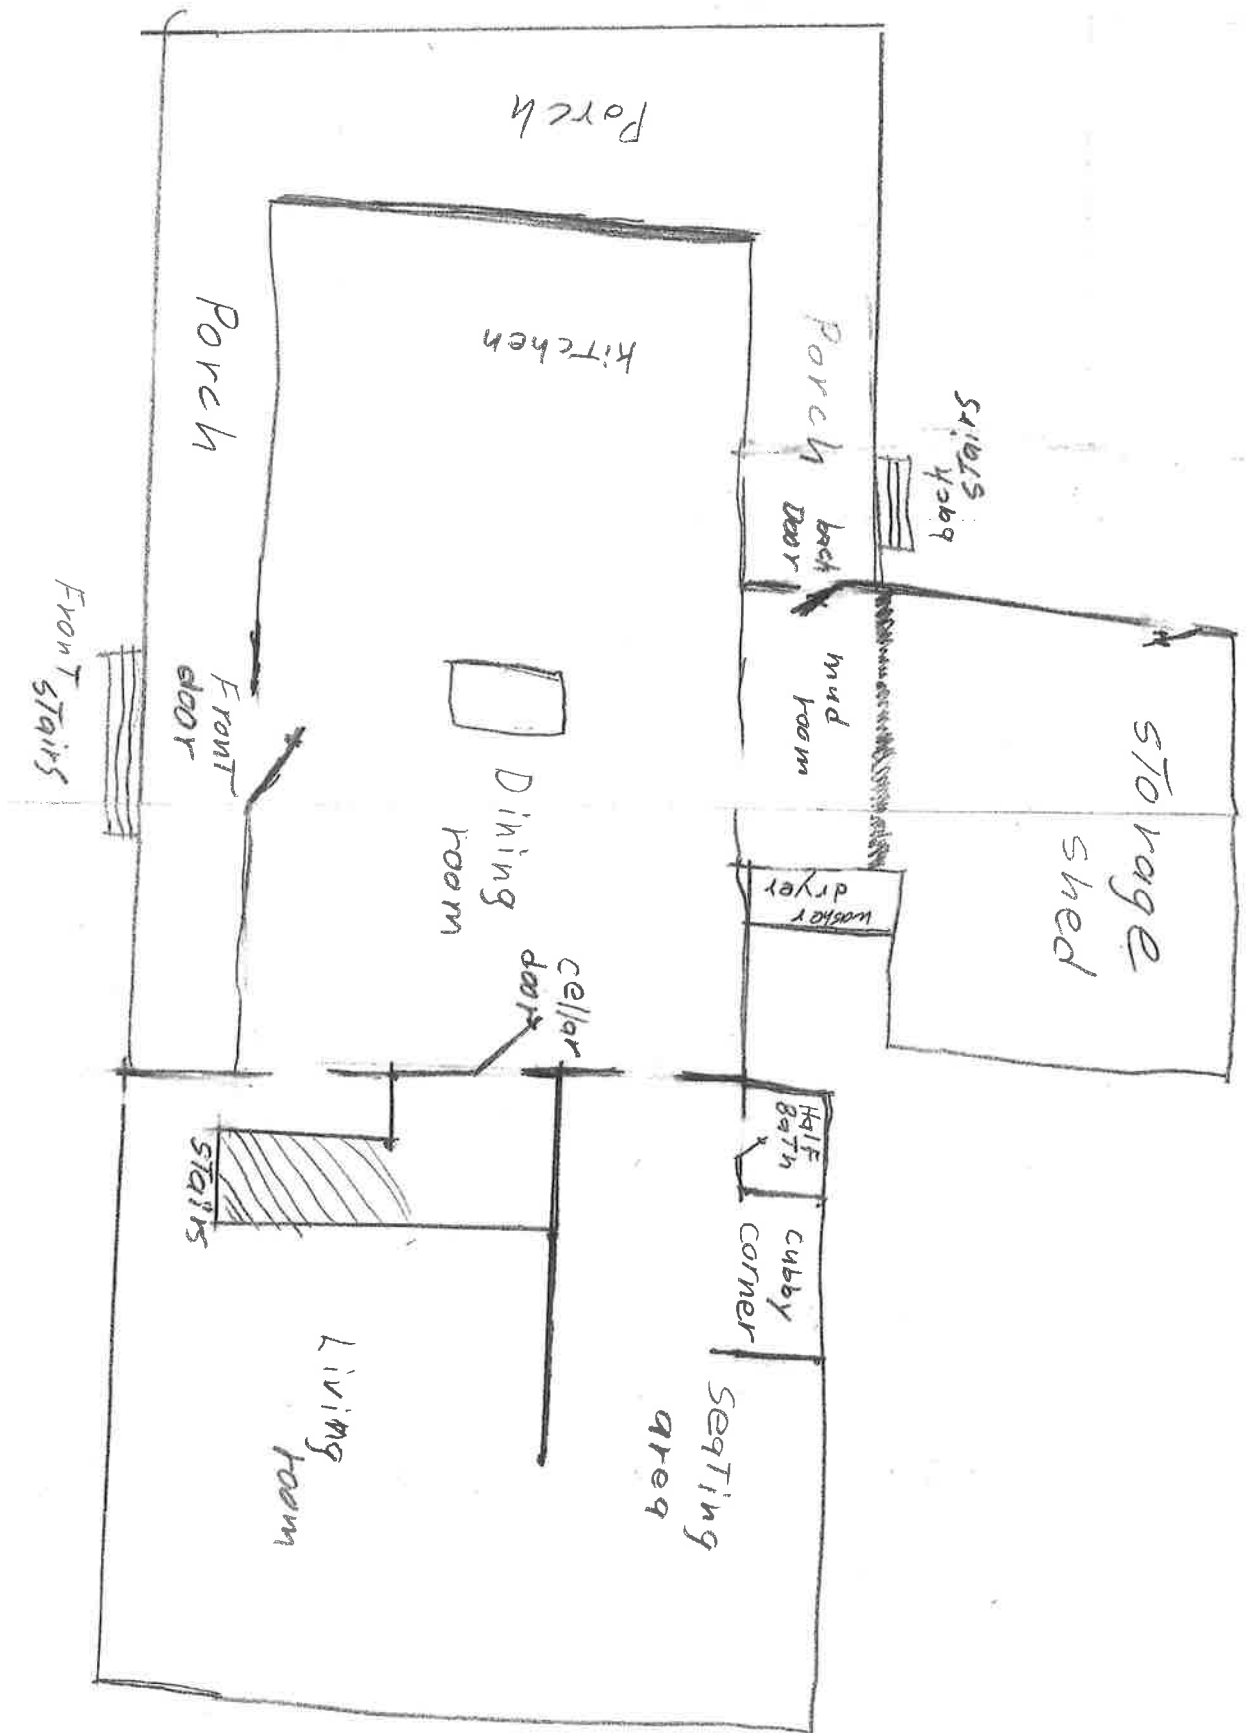 Porch
Kitchen
Porch
Porch
back
stairs
back
Door
mud
room
Storage
shed
Front
door
Front stairs
Dining
room
washer
dryer
cellar
door
Half
Bath
stairs
cubby
corner
Living
room
Seating
area